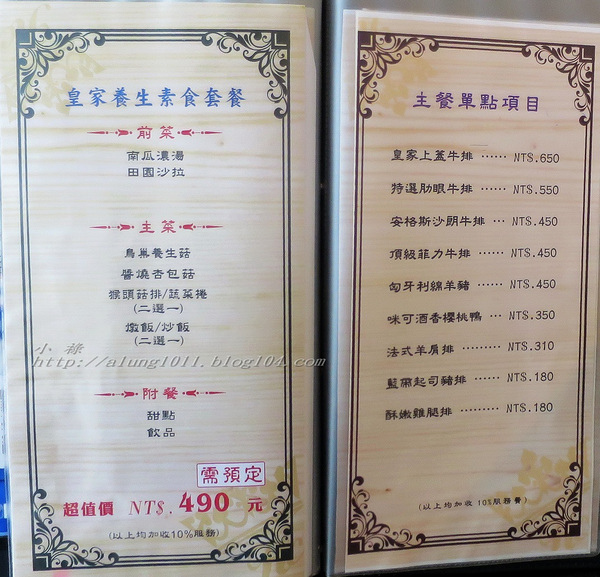 皇家養生素食套餐
前菜
南瓜濃湯
田園沙拉
主菜
鳥巢養生菇
醬燒杏包菇
猴頭菇排/蔬菜捲
(二選一)
燉飯/炒飯
(二選一)
小祿
http://alung1011.blog104.com
附餐
甜點
飲品
需預定
超值價 NT$. 490 元
(以上均加收10%服務)
主餐單點項目
皇家上蓋牛排 ⋯⋯ NT$.650
特選肋眼牛排 ⋯⋯ NT$.550
安格斯沙朗牛排 ⋯ NT$.450
頂級菲力牛排 ⋯ NT$.450
匈牙利綿羊豬 ⋯⋯ NT$.450
咪可酒香櫻桃鴨 ⋯ NT$.350
法式羊肩排 ⋯⋯⋯ NT$.310
藍帶起司豬排 ⋯⋯ NT$.180
酥嫩雞腿排 ⋯⋯⋯ NT$.180
(以上均加收 10%服務費)